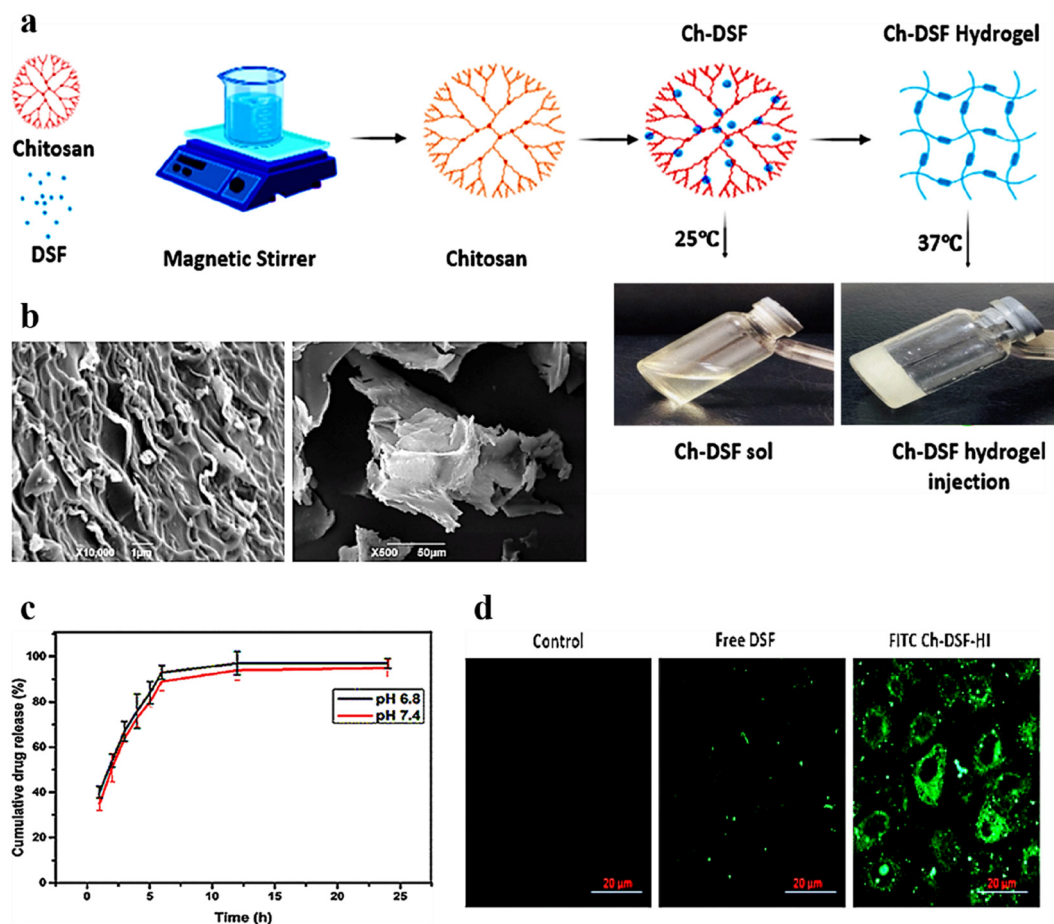 a
Ch-DSF
Ch-DSF Hydrogel
Chitosan
DSF
Magnetic Stirrer
Chitosan
25℃
37℃
Ch-DSF sol
Ch-DSF hydrogel
injection
b
X10,000 1μm
X500 50μm
c
Cumulative drug release (%)
100
80
60
40
20
0
pH 6.8
pH 7.4
0 5 10 15 20 25
Time (h)
d
Control
Free DSF
FITC Ch-DSF-HI
20 μm
20 μm
20 μm